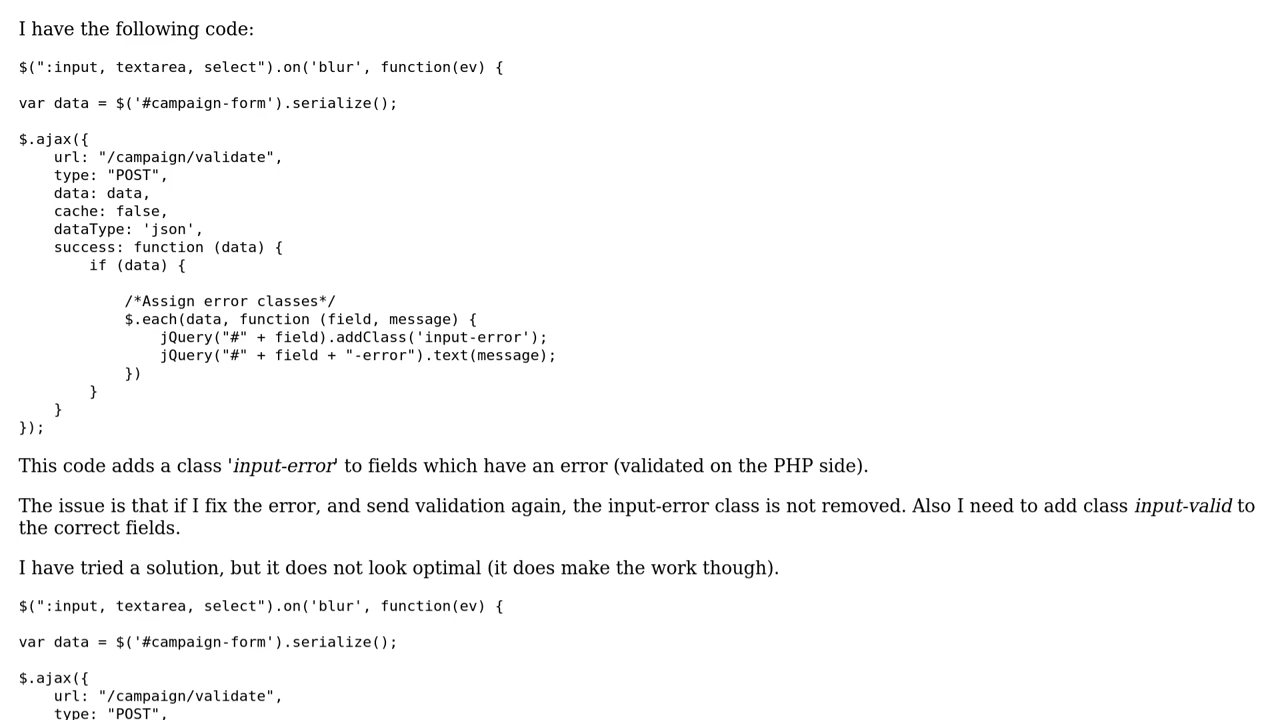 I have the following code:
$(":input, textarea, select").on('blur', function(ev) {
var data = $('#campaign-form').serialize();
$.ajax({
    url: "/campaign/validate",
    type: "POST",
    data: data,
    cache: false,
    dataType: 'json',
    success: function (data) {
        if (data) {
            /*Assign error classes*/
            $.each(data, function (field, message) {
                jQuery("#" + field).addClass('input-error');
                jQuery("#" + field + "-error").text(message);
            })
        }
    }
});
This code adds a class 'input-error' to fields which have an error (validated on the PHP side).
The issue is that if I fix the error, and send validation again, the input-error class is not removed. Also I need to add class input-valid to
the correct fields.
I have tried a solution, but it does not look optimal (it does make the work though).
$(":input, textarea, select").on('blur', function(ev) {
var data = $('#campaign-form').serialize();
$.ajax({
    url: "/campaign/validate",
    type: "POST",